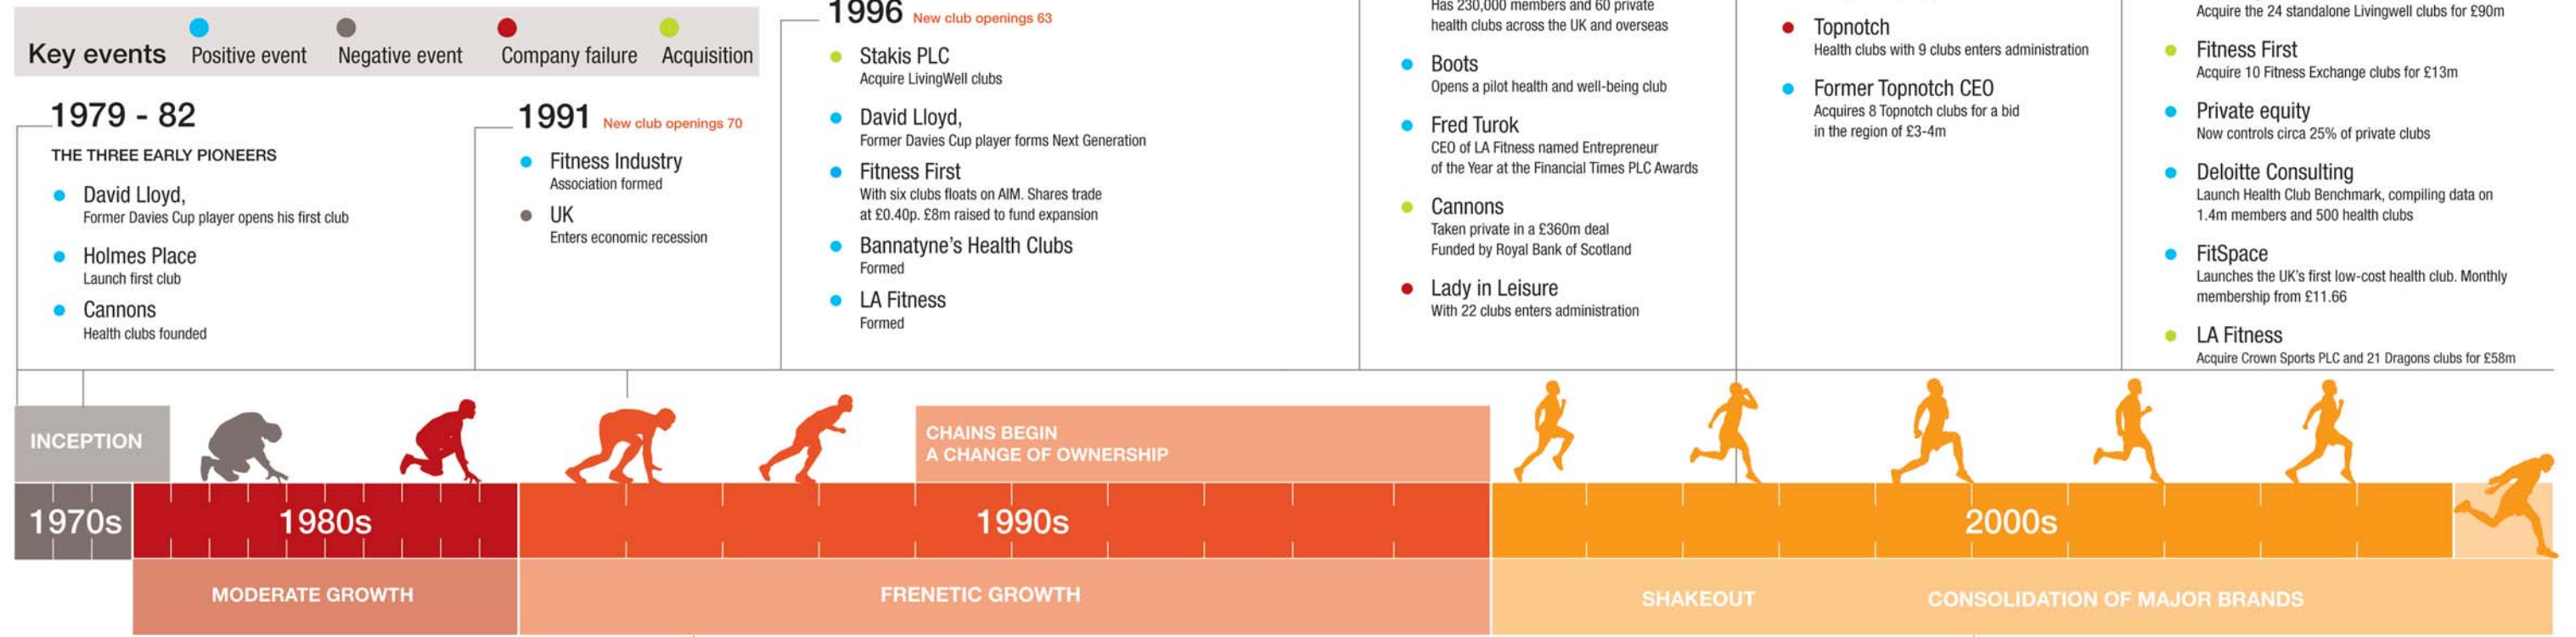 Key events
Positive event
Negative event
Company failure
Acquisition
1979 - 82
THE THREE EARLY PIONEERS
David Lloyd,
Former Davies Cup player opens his first club
Holmes Place
Launch first club
Cannons
Health clubs founded
1991 New club openings 70
Fitness Industry
Association formed
UK
Enters economic recession
1996 New club openings 63
Stakis PLC
Acquire LivingWell clubs
David Lloyd,
Former Davies Cup player forms Next Generation
Fitness First
With six clubs floats on AIM. Shares trade
at £0.40p. £8m raised to fund expansion
Bannatyne's Health Clubs
Formed
LA Fitness
Formed
Has 230,000 members and 60 private
health clubs across the UK and overseas
Boots
Opens a pilot health and well-being club
Fred Turok
CEO of LA Fitness named Entrepreneur
of the Year at the Financial Times PLC Awards
Cannons
Taken private in a £360m deal
Funded by Royal Bank of Scotland
Lady in Leisure
With 22 clubs enters administration
Topnotch
Health clubs with 9 clubs enters administration
Former Topnotch CEO
Acquires 8 Topnotch clubs for a bid
in the region of £3-4m
Acquire the 24 standalone Livingwell clubs for £90m
Fitness First
Acquire 10 Fitness Exchange clubs for £13m
Private equity
Now controls circa 25% of private clubs
Deloitte Consulting
Launch Health Club Benchmark, compiling data on
1.4m members and 500 health clubs
FitSpace
Launches the UK's first low-cost health club. Monthly
membership from £11.66
LA Fitness
Acquire Crown Sports PLC and 21 Dragons clubs for £58m
INCEPTION
CHAINS BEGIN
A CHANGE OF OWNERSHIP
1970s
1980s
1990s
2000s
MODERATE GROWTH
FRENETIC GROWTH
SHAKEOUT
CONSOLIDATION OF MAJOR BRANDS